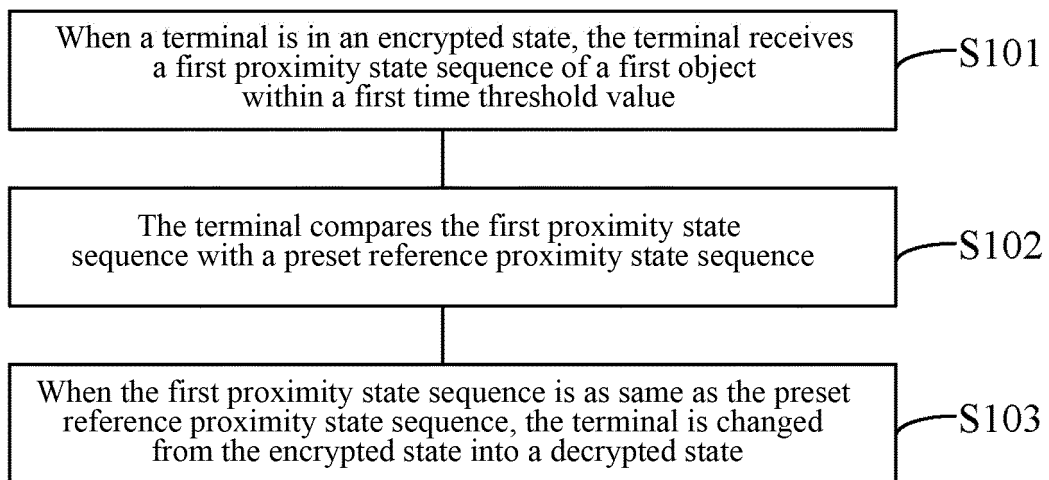 When a terminal is in an encrypted state, the terminal receives
a first proximity state sequence of a first object
within a first time threshold value
S101
The terminal compares the first proximity state
sequence with a preset reference proximity state sequence
S102
When the first proximity state sequence is as same as the preset
reference proximity state sequence, the terminal is changed
from the encrypted state into a decrypted state
S103